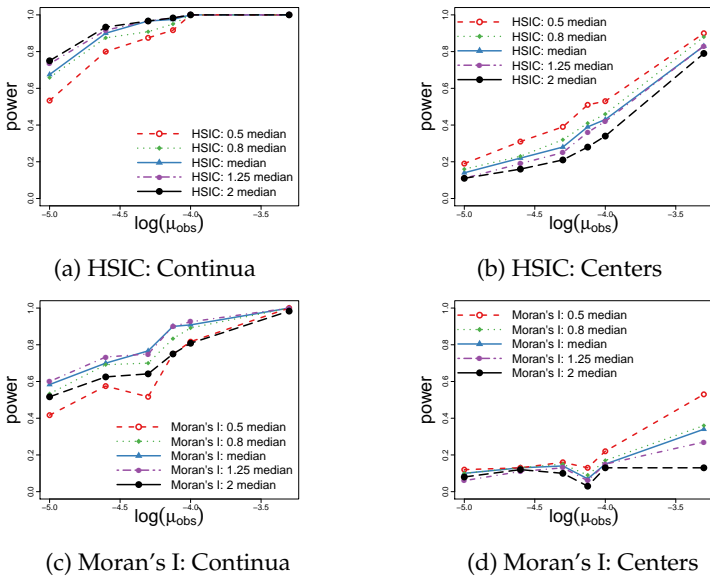 1.0
0.8
0.6
0.4
0.2
0.0
power
HSIC: 0.5 median
HSIC: 0.8 median
HSIC: median
HSIC: 1.25 median
HSIC: 2 median
−5.0 −4.5 −4.0 −3.5
log(μobs)
(a) HSIC: Continua
1.0
0.8
0.6
0.4
0.2
0.0
power
HSIC: 0.5 median
HSIC: 0.8 median
HSIC: median
HSIC: 1.25 median
HSIC: 2 median
−5.0 −4.5 −4.0 −3.5
log(μobs)
(b) HSIC: Centers
1.0
0.8
0.6
0.4
0.2
0.0
power
Moran's I: 0.5 median
Moran's I: 0.8 median
Moran's I: median
Moran's I: 1.25 median
Moran's I: 2 median
−5.0 −4.5 −4.0 −3.5
log(μobs)
(c) Moran's I: Continua
1.0
0.8
0.6
0.4
0.2
0.0
power
Moran's I: 0.5 median
Moran's I: 0.8 median
Moran's I: median
Moran's I: 1.25 median
Moran's I: 2 median
−5.0 −4.5 −4.0 −3.5
log(μobs)
(d) Moran's I: Centers